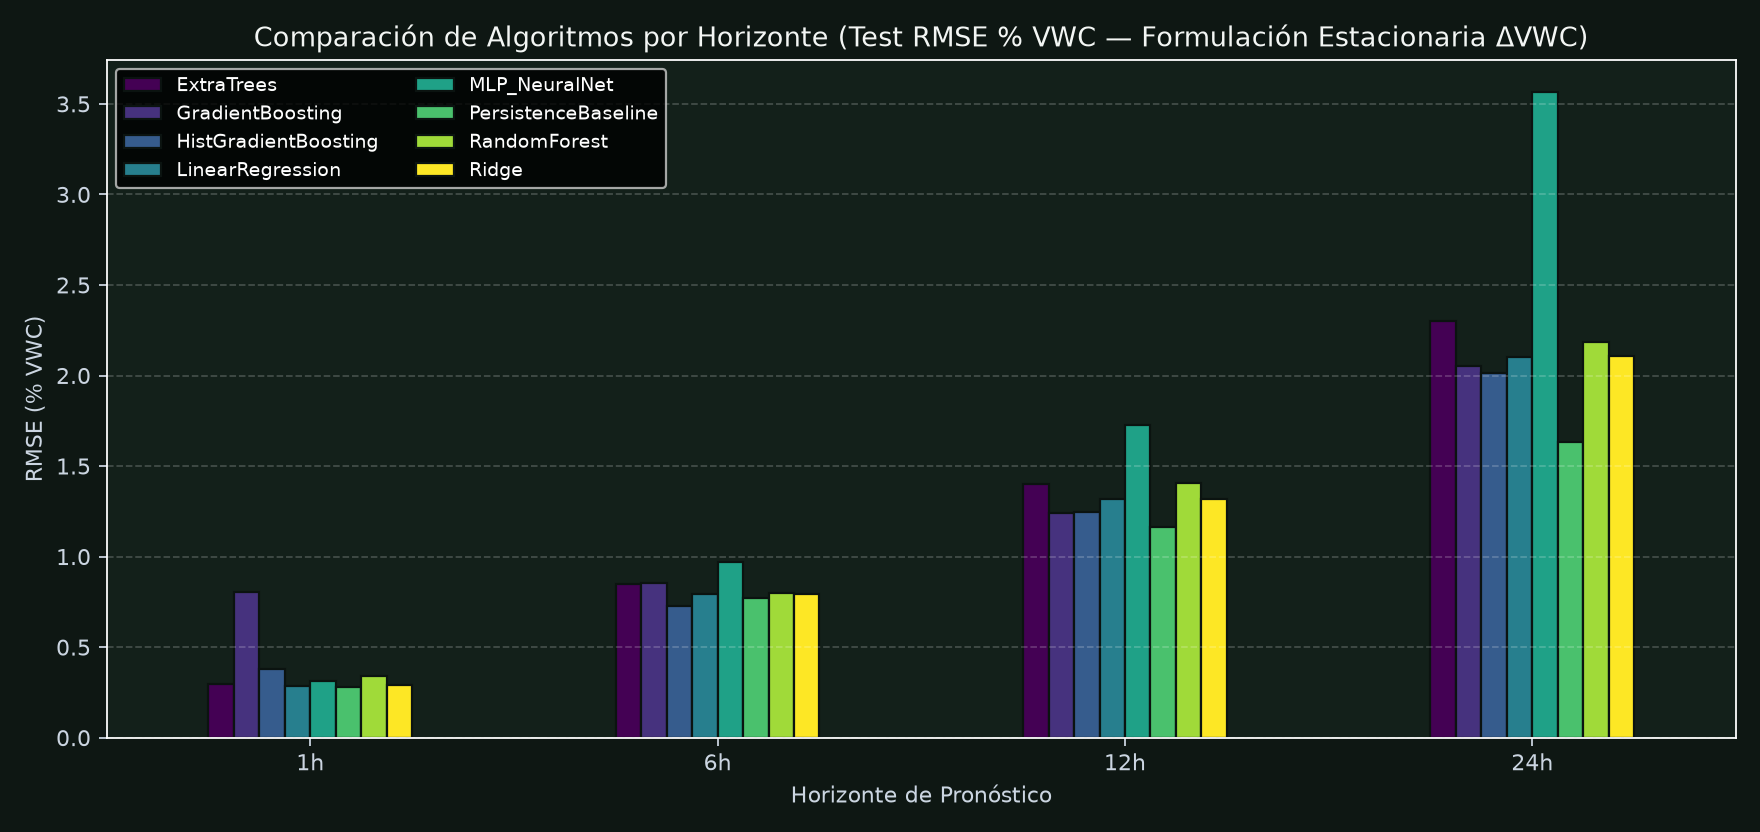 Comparación de Algoritmos por Horizonte (Test RMSE % VWC — Formulación Estacionaria ΔVWC)
ExtraTrees
GradientBoosting
HistGradientBoosting
LinearRegression
MLP_NeuralNet
PersistenceBaseline
RandomForest
Ridge
RMSE (% VWC)
3.5
3.0
2.5
2.0
1.5
1.0
0.5
0.0
1h
6h
12h
24h
Horizonte de Pronóstico